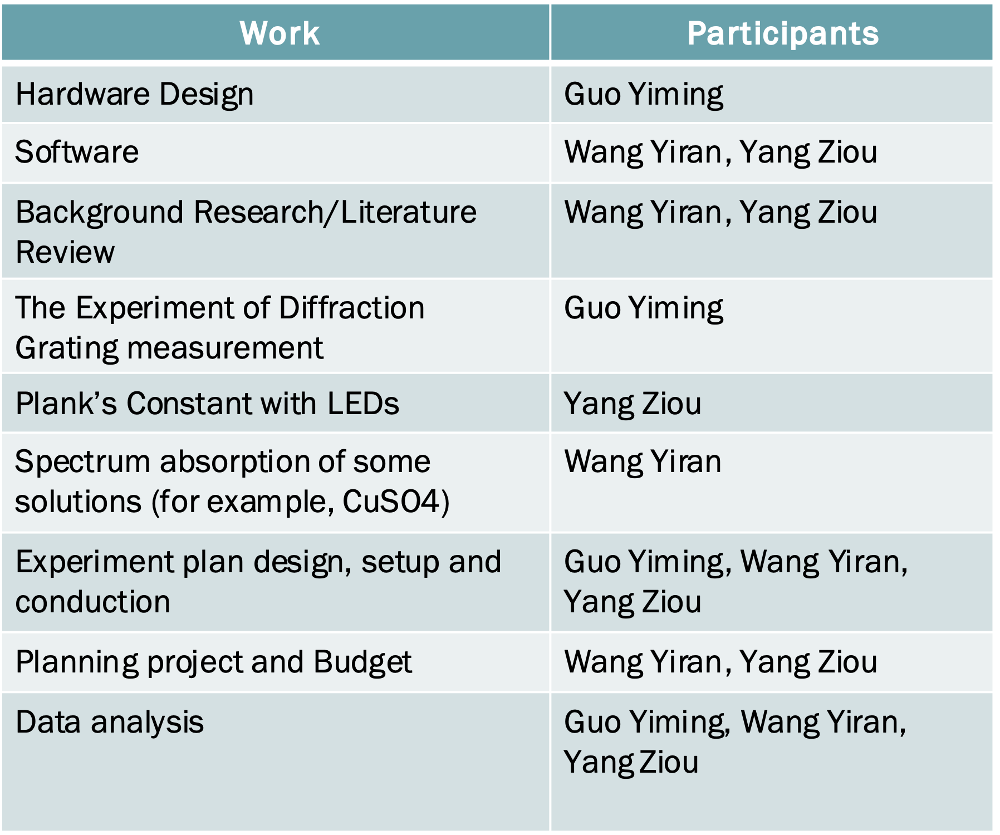 Work
Participants
Hardware Design
Guo Yiming
Software
Wang Yiran, Yang Ziou
Background Research/Literature
Review
Wang Yiran, Yang Ziou
The Experiment of Diffraction
Grating measurement
Guo Yiming
Plank’s Constant with LEDs
Yang Ziou
Spectrum absorption of some
solutions (for example, CuSO4)
Wang Yiran
Experiment plan design, setup and
conduction
Guo Yiming, Wang Yiran,
Yang Ziou
Planning project and Budget
Wang Yiran, Yang Ziou
Data analysis
Guo Yiming, Wang Yiran,
Yang Ziou